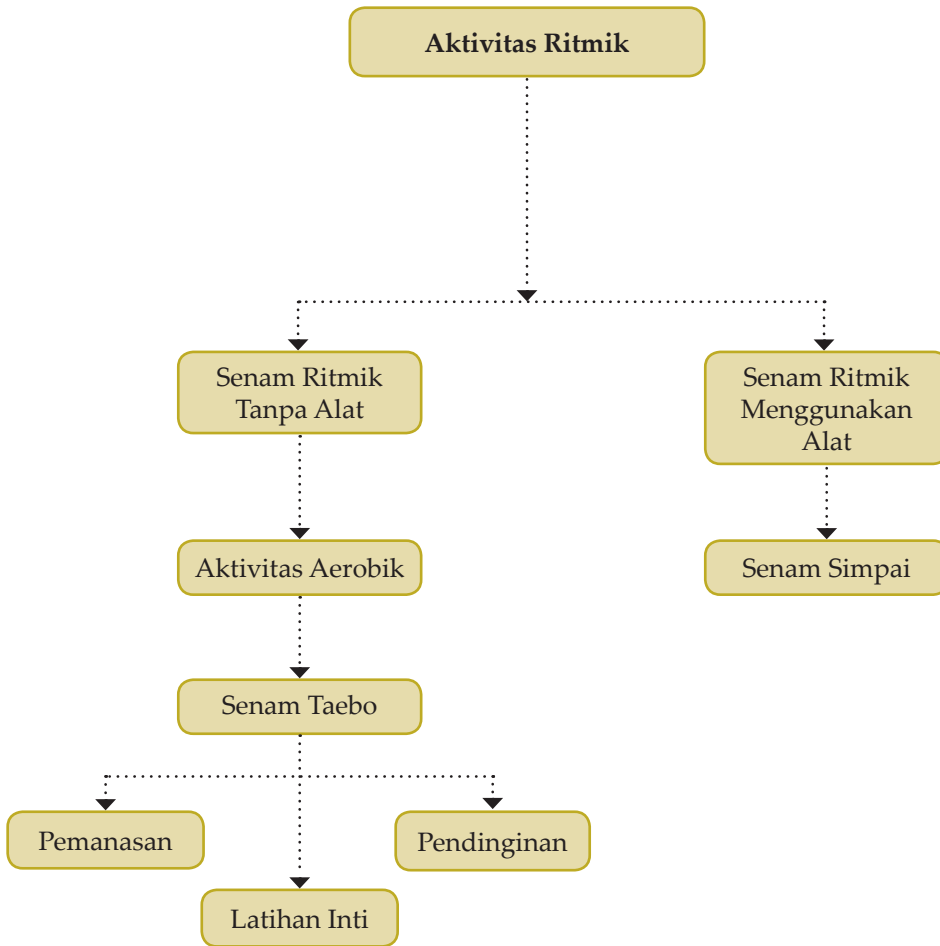 Aktivitas Ritmik
Senam Ritmik
Tanpa Alat
Senam Ritmik
Menggunakan
Alat
Aktivitas Aerobik
Senam Simpai
Senam Taebo
Pemanasan
Pendinginan
Latihan Inti